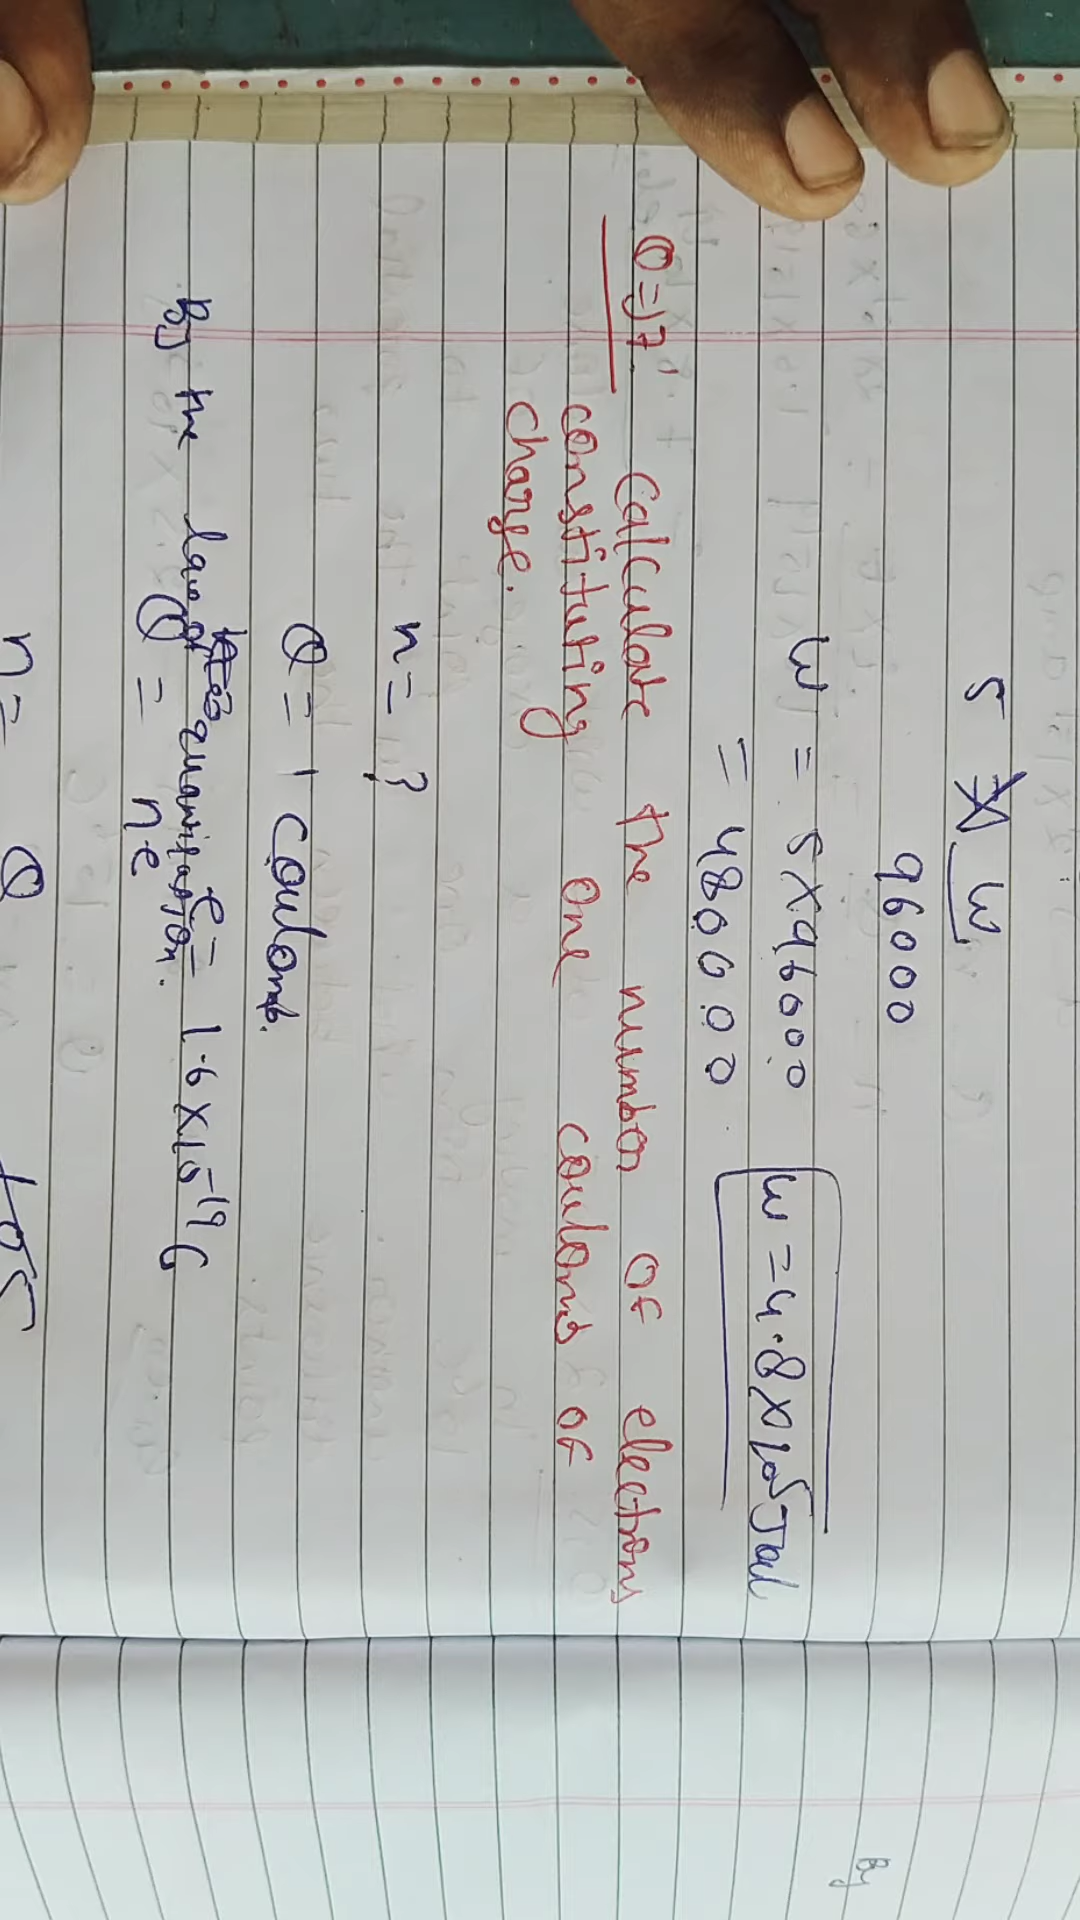 5 W
96000
W = 5 X 96000
= 480000
W = 4.8 X 10⁵ Joul
Q=17 Calculate the number of electrons
constituting one coulomb of
charge.
n = ?
Q = 1 coulomb.
e = 1.6 X 10⁻¹⁹ C
By the law of quantisation.
Q = ne
n = Q